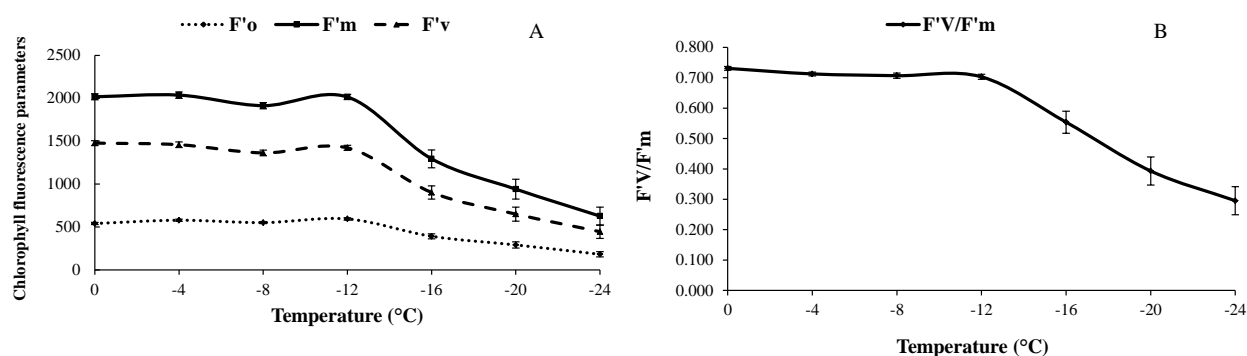 F'o F'm F'v A
Chlorophyll fluorescence parameters
2500
2000
1500
1000
500
0
0 -4 -8 -12 -16 -20 -24
Temperature (°C)
F'V/F'm B
F'V/F'm
0.800
0.700
0.600
0.500
0.400
0.300
0.200
0.100
0.000
0 -4 -8 -12 -16 -20 -24
Temperature (°C)